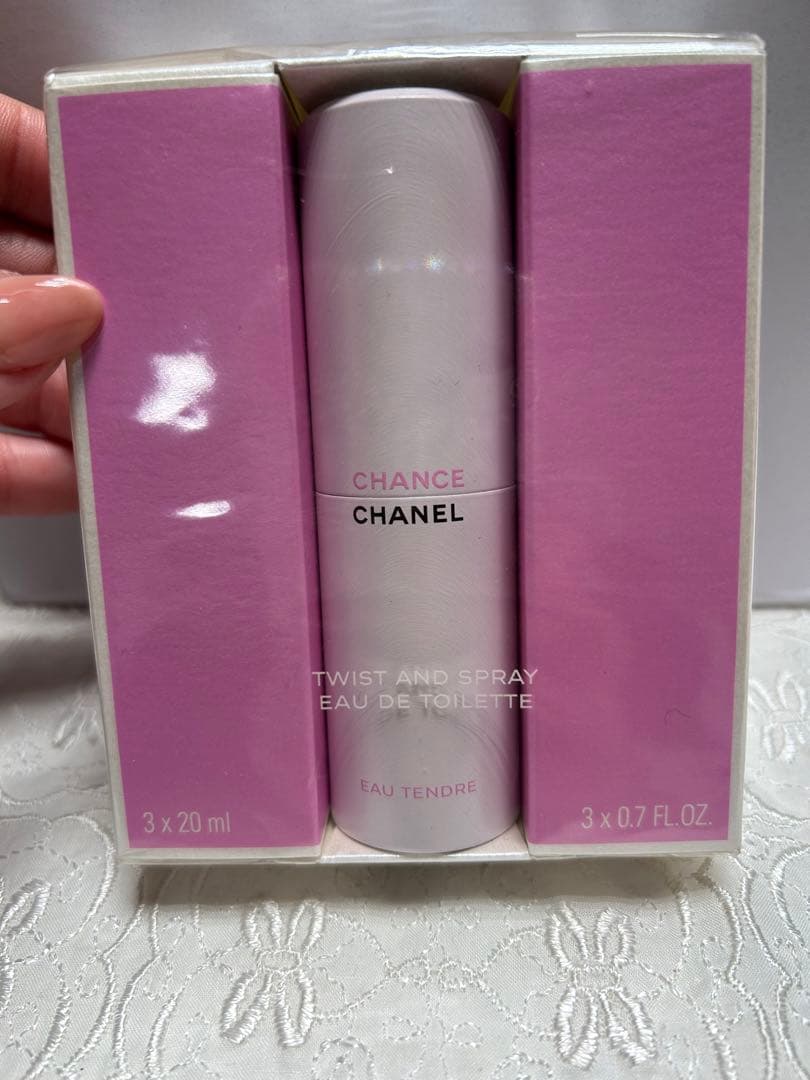 CHANCE
CHANEL
TWIST AND SPRAY
EAU DE TOILETTE
EAU TENDRE
3 x 20 ml
3 x 0.7 FL.OZ.